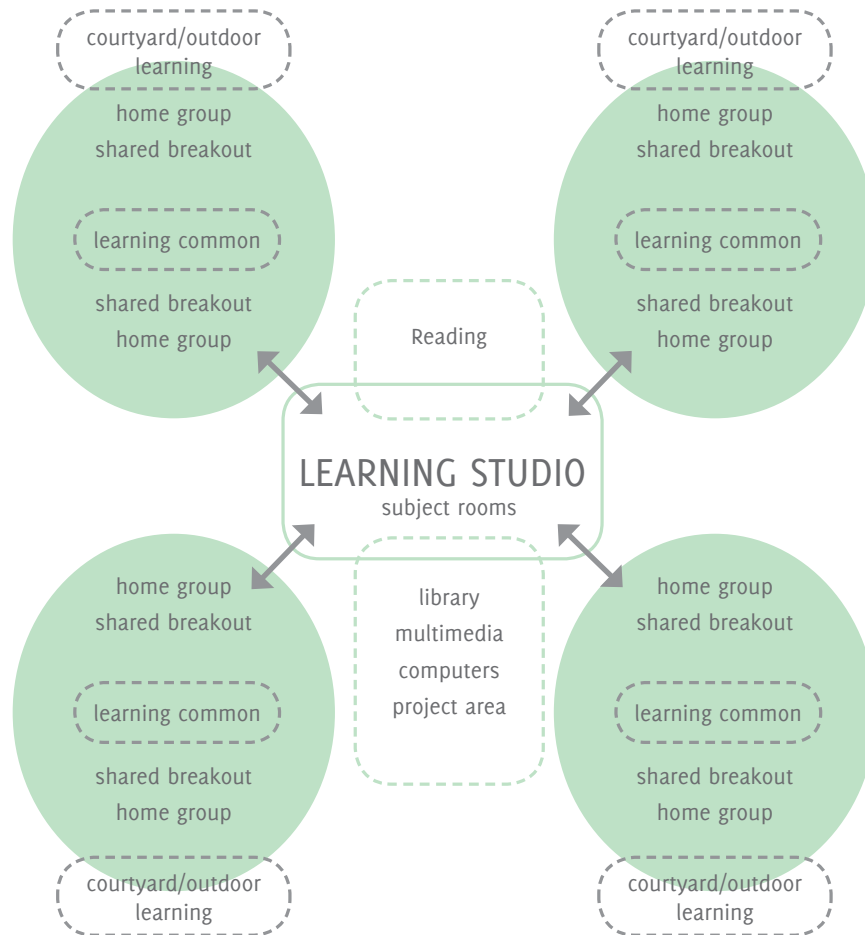 courtyard/outdoor
learning
home group
shared breakout
learning common
shared breakout
home group
courtyard/outdoor
learning
home group
shared breakout
learning common
shared breakout
home group
Reading
LEARNING STUDIO
subject rooms
library
multimedia
computers
project area
home group
shared breakout
learning common
shared breakout
home group
courtyard/outdoor
learning
home group
shared breakout
learning common
shared breakout
home group
courtyard/outdoor
learning